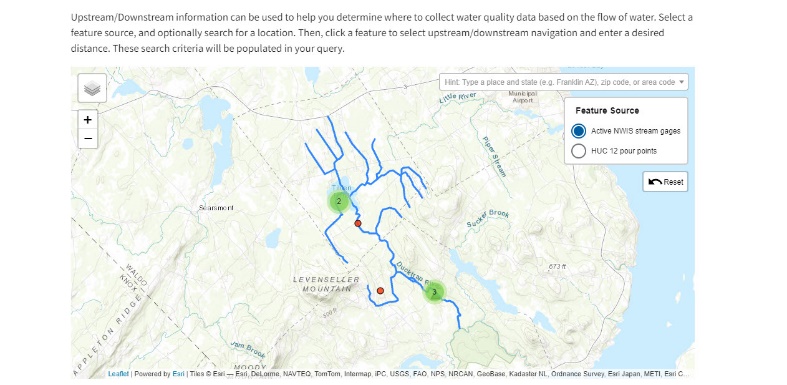 Upstream/Downstream information can be used to help you determine where to collect water quality data based on the flow of water. Select a
feature source, and optionally search for a location. Then, click a feature to select upstream/downstream navigation and enter a desired
distance. These search criteria will be populated in your query.
Hint: Type a place and state (e.g. Franklin AZ), zip code, or area code
Little River
Municipal
Airport
+
−
Feature Source
Active NWIS stream gages
HUC 12 pour points
Piper Stream
Reset
2
Searsmont
Sucker Brook
WALDO
KNOX
LEVENSELLER
MOUNTAIN
673 ft
3
500 ft
APPLETON RIDGE
Jam Brook
MOODY
Leaflet | Powered by Esri | Tiles © Esri — Esri, DeLorme, NAVTEQ, TomTom, Intermap, iPC, USGS, FAO, NPS, NRCAN, GeoBase, Kadaster NL, Ordnance Survey, Esri Japan, METI, Esri C...